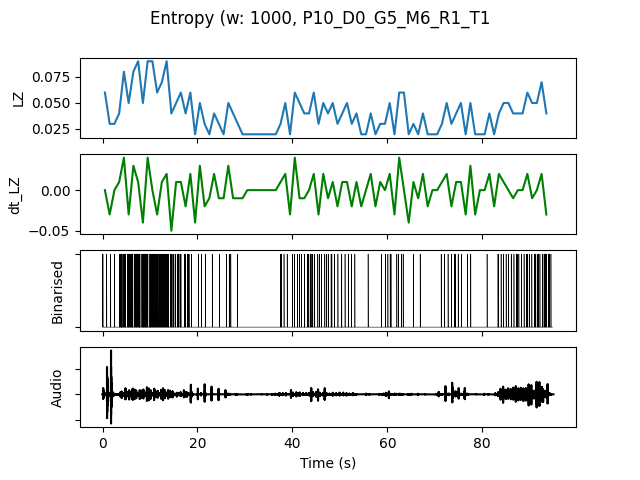 Entropy (w: 1000, P10_D0_G5_M6_R1_T1
LZ
0.075
0.050
0.025
dt_LZ
0.00
−0.05
Binarised
Audio
0 20 40 60 80
Time (s)